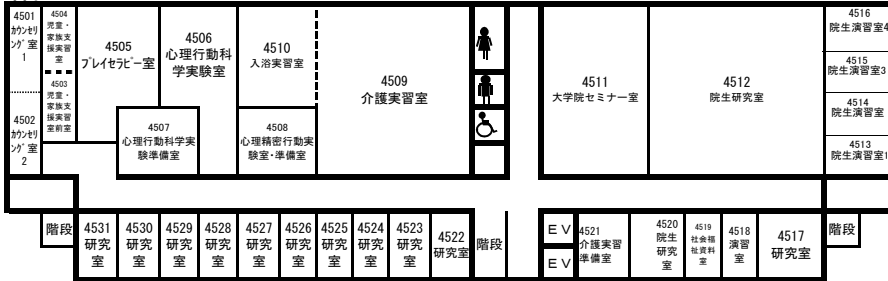 4501
カウンセリ
ング室
1
4504
児童・
家族支
援実習
室
4505
プレイセラピー室
4506
心理行動科
学実験室
4510
入浴実習室
4509
介護実習室
4511
大学院セミナー室
4512
院生研究室
4516
院生演習室4
4515
院生演習室3
4514
院生演習室
4513
院生演習室1
4503
児童・
家族支
援実習
室前室
4502
カウンセリ
ング室
2
4507
心理行動科学実
験準備室
4508
心理精密行動実
験室・準備室
階段
4531
研究
室
4530
研究
室
4529
研究
室
4528
研究
室
4527
研究
室
4526
研究
室
4525
研究
室
4524
研究
室
4523
研究
室
4522
研究室
階段
ＥＶ
ＥＶ
4521
介護実習
準備室
4520
院生
研究
室
4519
社会福
祉資料
室
4518
演習
室
4517
研究室
階段